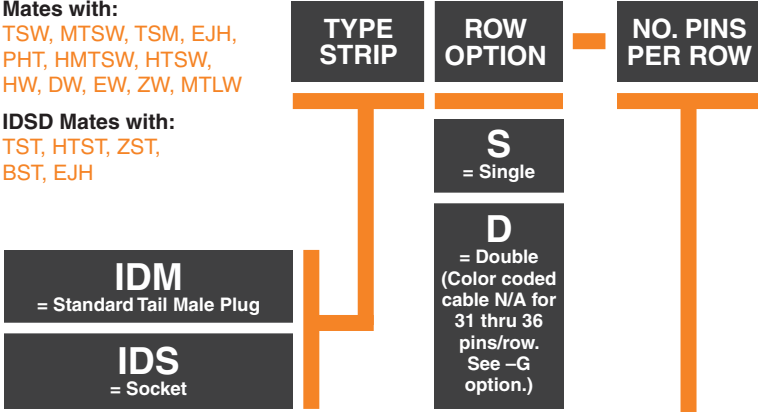 Mates with:
TSW, MTSW, TSM, EJH,
PHT, HMTSW, HTSW,
HW, DW, EW, ZW, MTLW
IDSD Mates with:
TST, HTST, ZST,
BST, EJH
TYPE
STRIP
ROW
OPTION
NO. PINS
PER ROW
S
= Single
D
= Double
(Color coded
cable N/A for
31 thru 36
pins/row.
See –G
option.)
IDM
= Standard Tail Male Plug
IDS
= Socket